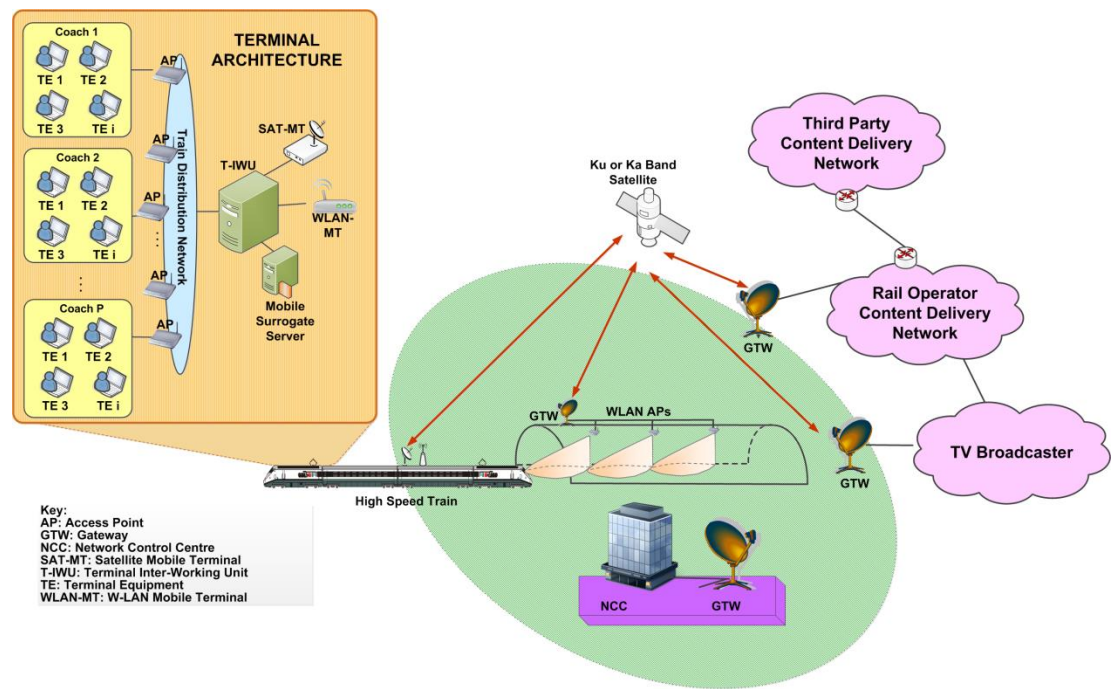 Coach 1
TE 1
TE 2
TE 3
TE i
Coach 2
TE 1
TE 2
TE 3
TE i
...
Coach P
TE 1
TE 2
TE 3
TE i
AP
AP
AP
...
AP
AP
Train Distribution Network
TERMINAL
ARCHITECTURE
SAT-MT
T-IWU
WLAN-
MT
Mobile
Surrogate
Server
Ku or Ka Band
Satellite
Third Party
Content Delivery
Network
Rail Operator
Content Delivery
Network
GTW
TV Broadcaster
GTW
GTW
WLAN APs
High Speed Train
NCC
GTW
Key:
AP: Access Point
GTW: Gateway
NCC: Network Control Centre
SAT-MT: Satellite Mobile Terminal
T-IWU: Terminal Inter-Working Unit
TE: Terminal Equipment
WLAN-MT: W-LAN Mobile Terminal